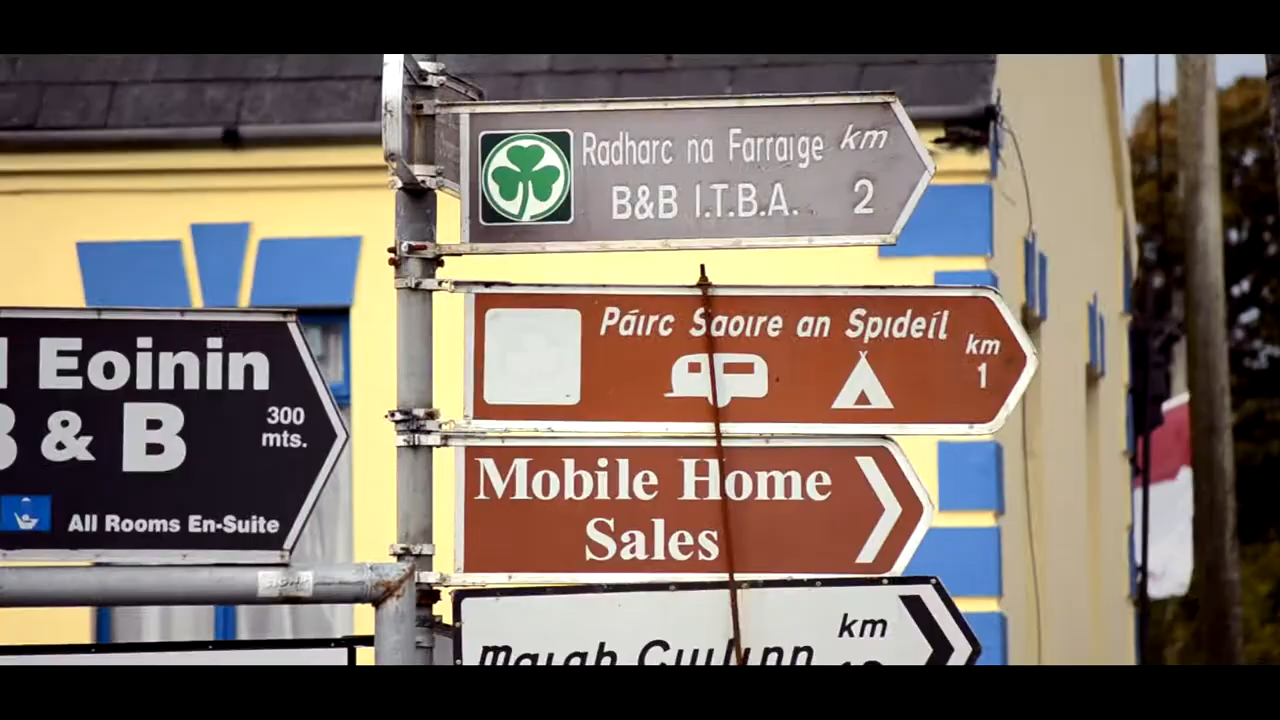 Radharc na Farraige km
B&B I.T.B.A. 2
Páirc Saoire an Spidéil
km
1
Eoinin
& B
300
mts.
All Rooms En-Suite
Mobile Home
Sales
SIGNS
km